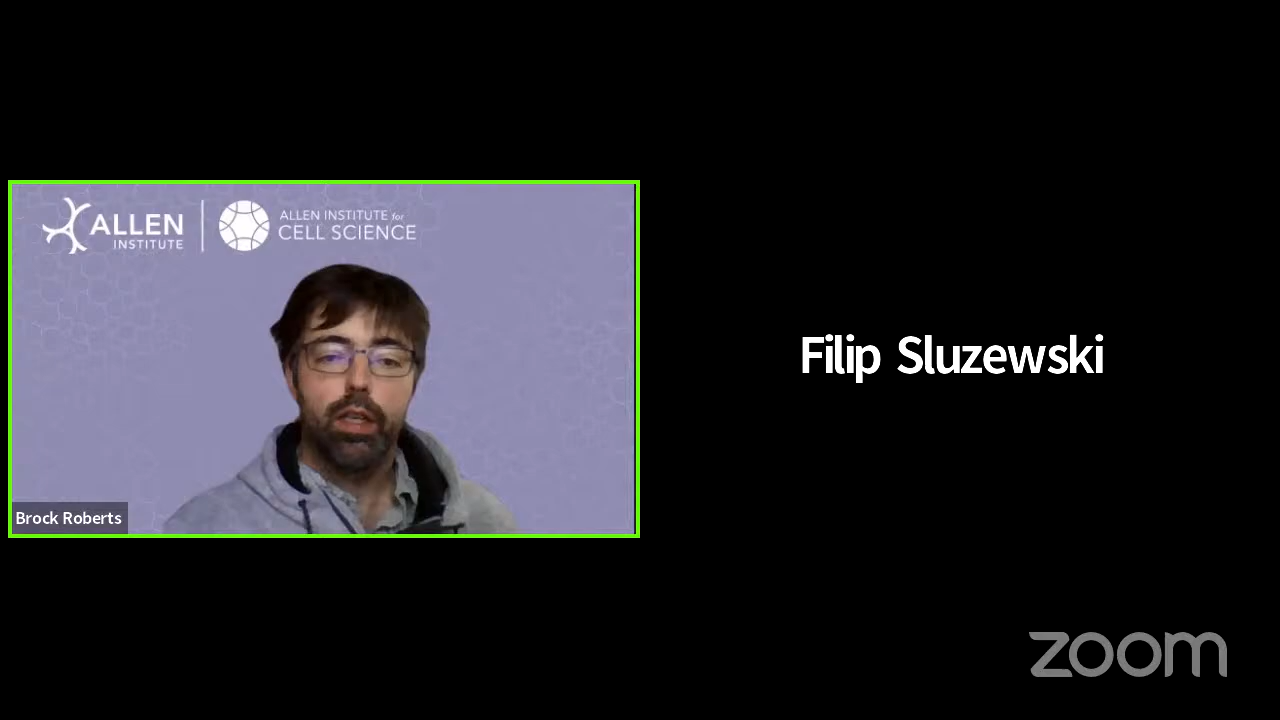 ALLEN
INSTITUTE
ALLEN INSTITUTE for
CELL SCIENCE
Brock Roberts
Filip Sluzewski
zoom